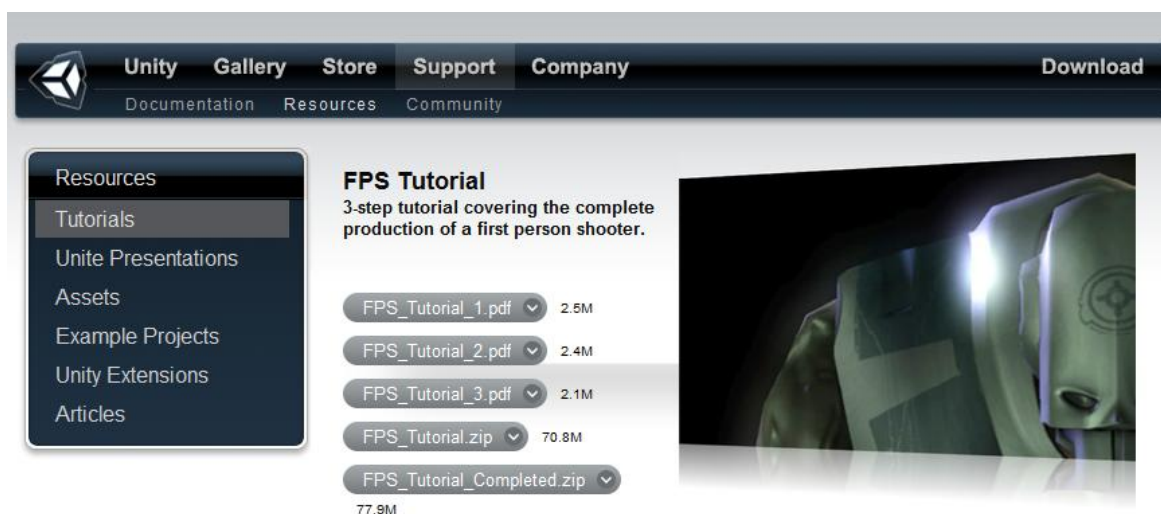 Unity Gallery Store Support Company Download
Documentation Resources Community
Resources
Tutorials
Unite Presentations
Assets
Example Projects
Unity Extensions
Articles
FPS Tutorial
3-step tutorial covering the complete
production of a first person shooter.
FPS_Tutorial_1.pdf 2.5M
FPS_Tutorial_2.pdf 2.4M
FPS_Tutorial_3.pdf 2.1M
FPS_Tutorial.zip 70.8M
FPS_Tutorial_Completed.zip
77.9M